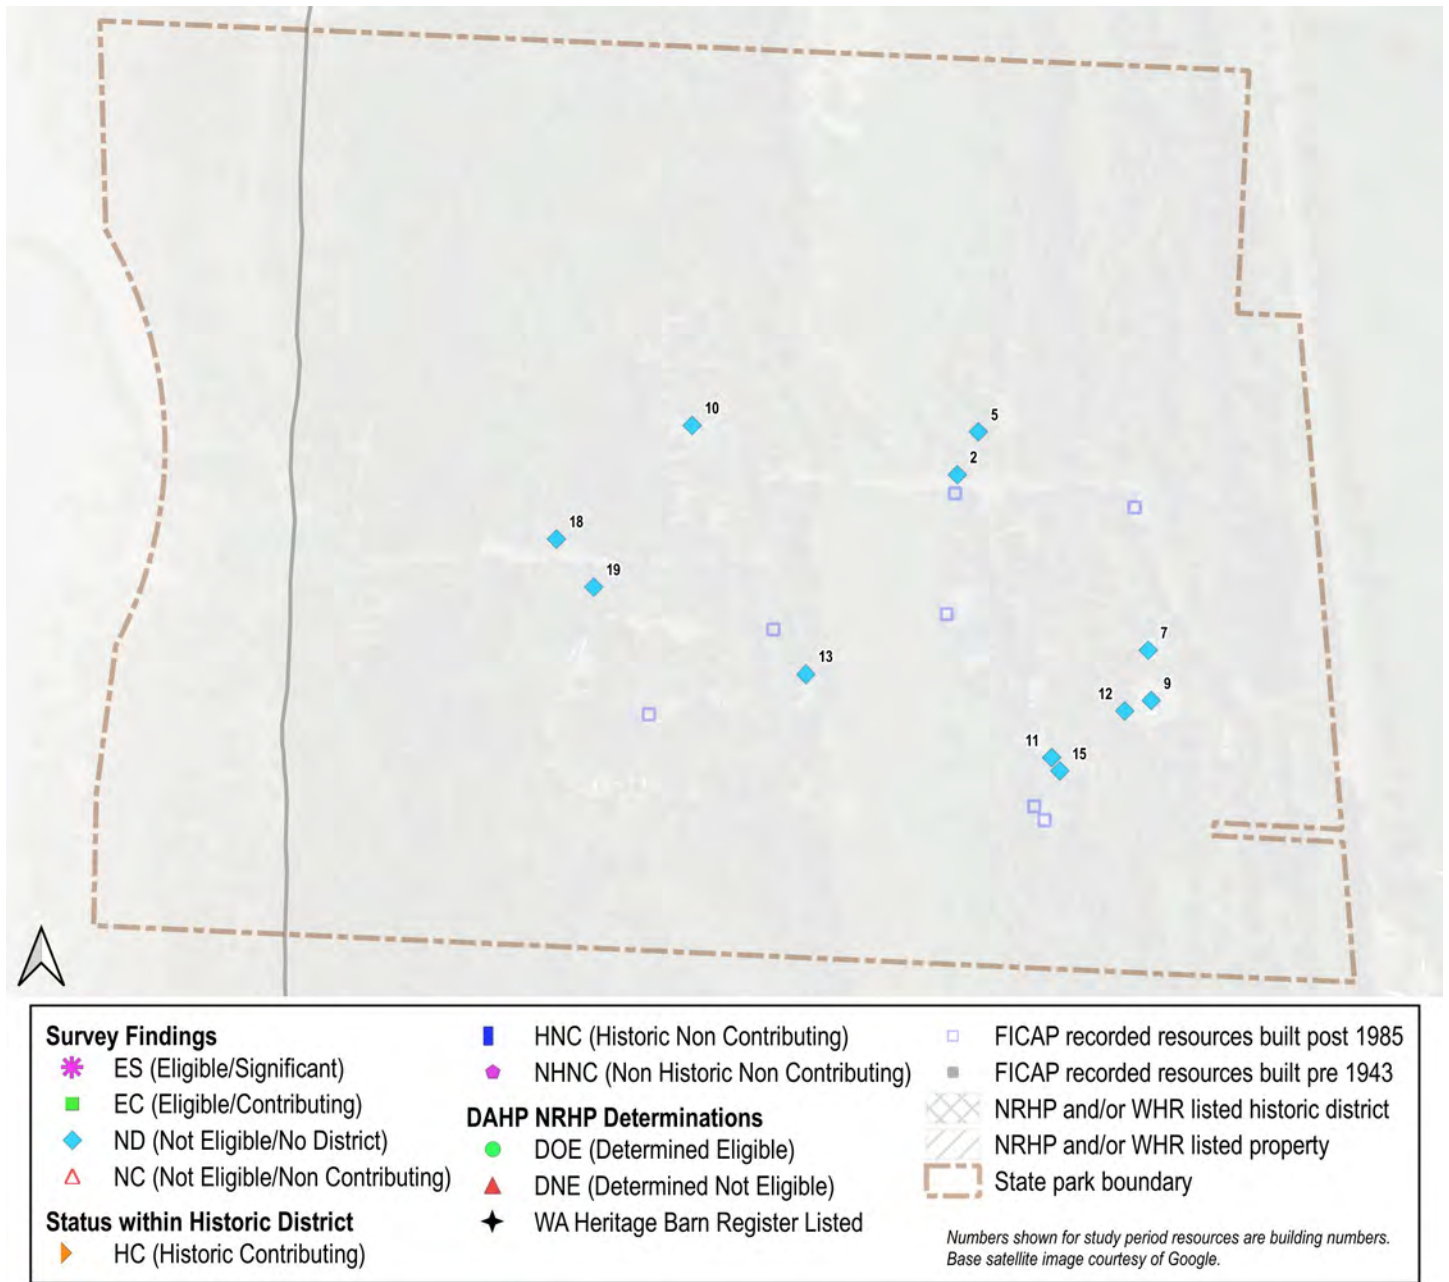 10
5
2
18
19
7
13
9
12
11
15
Survey Findings
ES (Eligible/Significant)
EC (Eligible/Contributing)
ND (Not Eligible/No District)
NC (Not Eligible/Non Contributing)
Status within Historic District
HC (Historic Contributing)
HNC (Historic Non Contributing)
NHNC (Non Historic Non Contributing)
DAHP NRHP Determinations
DOE (Determined Eligible)
DNE (Determined Not Eligible)
WA Heritage Barn Register Listed
FICAP recorded resources built post 1985
FICAP recorded resources built pre 1943
NRHP and/or WHR listed historic district
NRHP and/or WHR listed property
State park boundary
Numbers shown for study period resources are building numbers.
Base satellite image courtesy of Google.